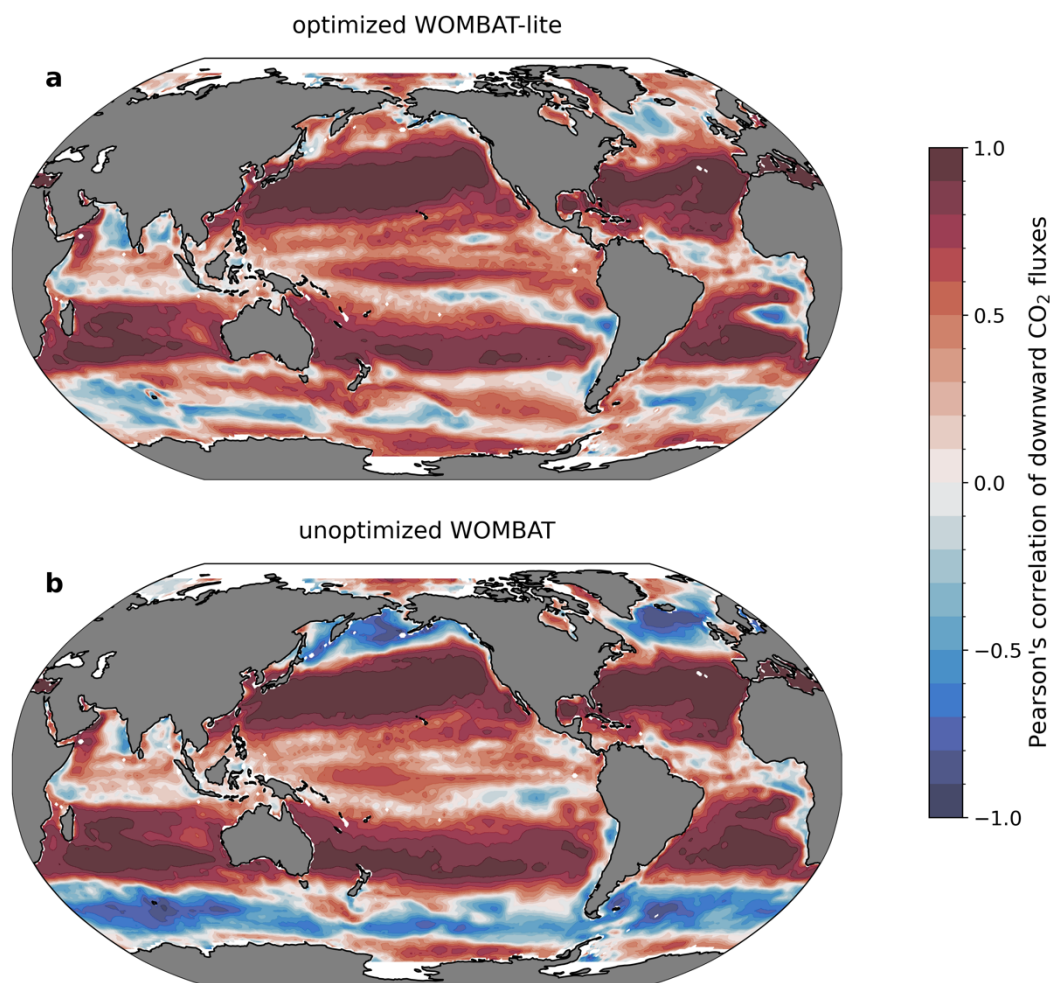 optimized WOMBAT-lite
a
unoptimized WOMBAT
b
1.0
0.5
0.0
−0.5
−1.0
Pearson's correlation of downward CO₂ fluxes